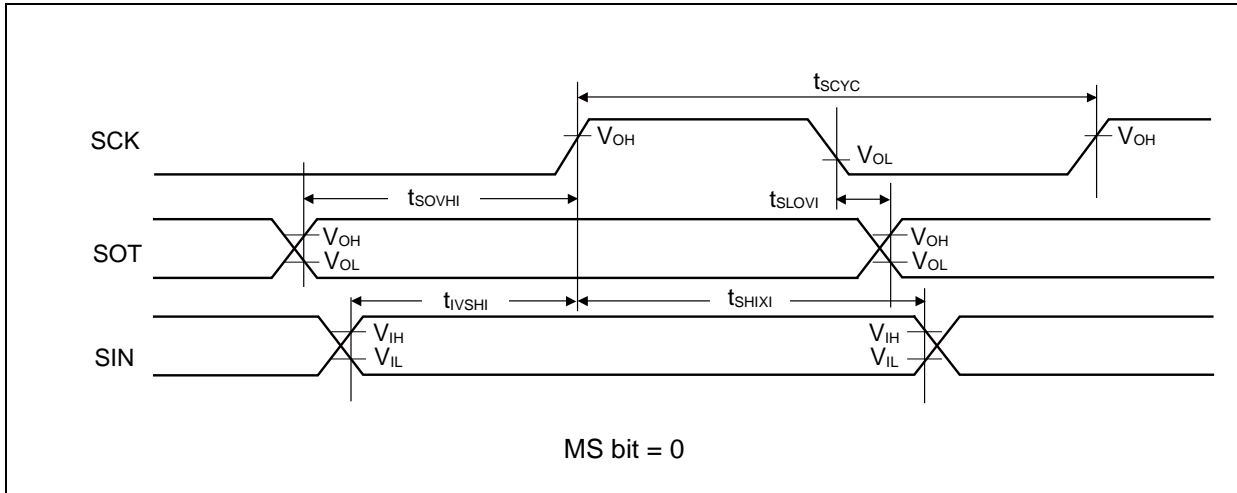 tSCYC
SCK
VOH
VOL
VOH
tSOVHI
tSLOVI
SOT
VOH
VOL
VOH
VOL
tIVSHI
tSHIXI
SIN
VIH
VIL
VIH
VIL
MS bit = 0